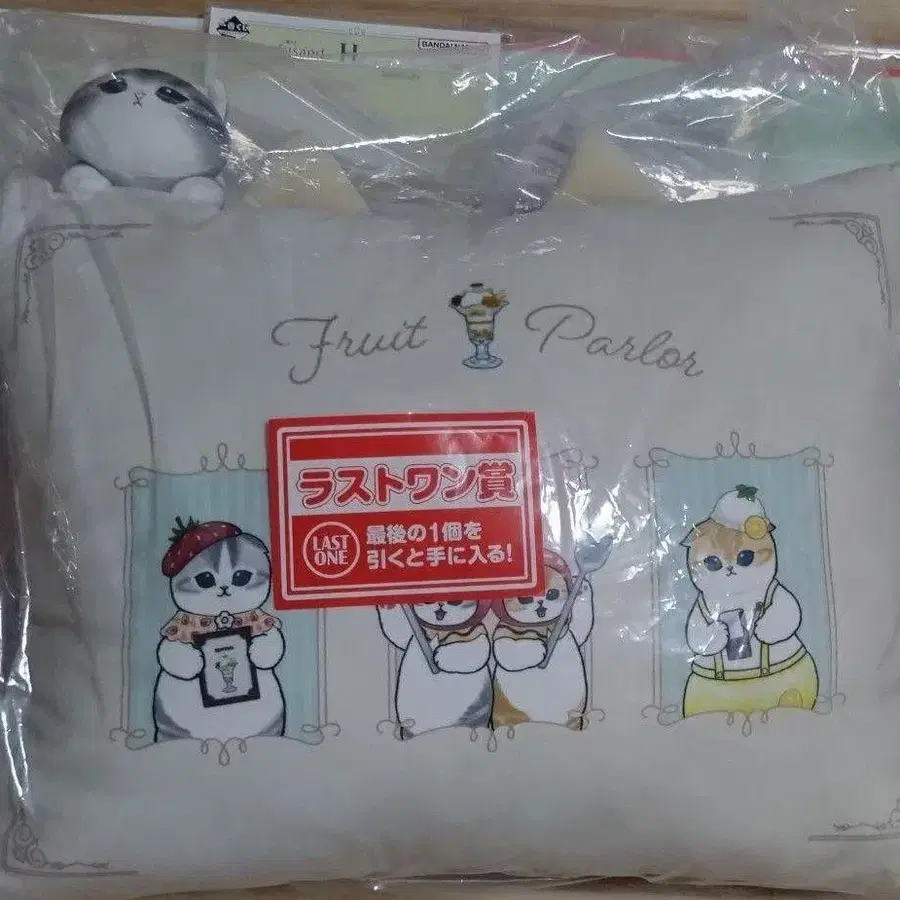 BANDAI
H
Fruit Parlor
ラストワン賞
LAST ONE
最後の1個を
引くと手に入る!